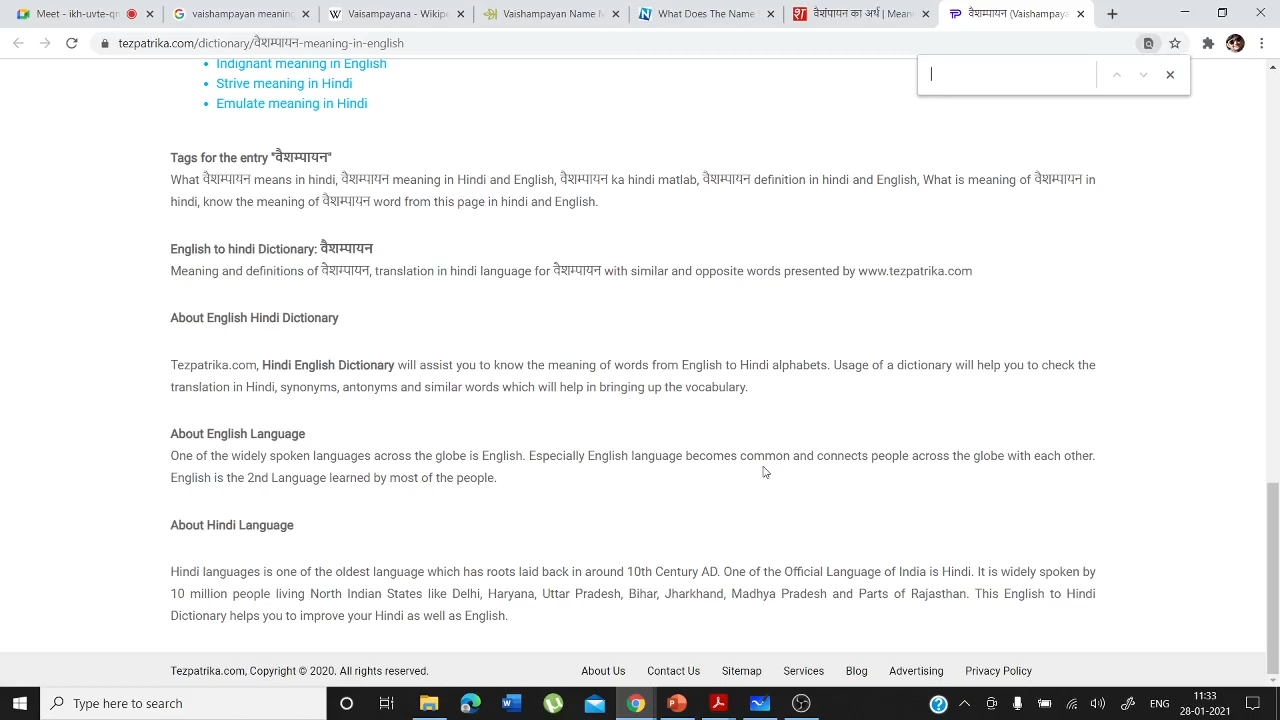 Meet - ikh-iute-qn
vaishampayan meaning
Vaisampayana - Wikip
Vaishampayan Name M
What Does The Name
वैशंपायन का अर्थ | Mean
वैशम्पायन (Vaishampaye
tezpatrika.com/dictionary/वैशम्पायन-meaning-in-english
Indignant meaning in English
Strive meaning in Hindi
Emulate meaning in Hindi
Tags for the entry "वैशम्पायन"
What वैशम्पायन means in hindi, वैशम्पायन meaning in Hindi and English, वैशम्पायन ka hindi matlab, वैशम्पायन definition in hindi and English, What is meaning of वैशम्पायन in
hindi, know the meaning of वैशम्पायन word from this page in hindi and English.
English to hindi Dictionary: वैशम्पायन
Meaning and definitions of वैशम्पायन, translation in hindi language for वैशम्पायन with similar and opposite words presented by www.tezpatrika.com
About English Hindi Dictionary
Tezpatrika.com, Hindi English Dictionary will assist you to know the meaning of words from English to Hindi alphabets. Usage of a dictionary will help you to check the
translation in Hindi, synonyms, antonyms and similar words which will help in bringing up the vocabulary.
About English Language
One of the widely spoken languages across the globe is English. Especially English language becomes common and connects people across the globe with each other.
English is the 2nd Language learned by most of the people.
About Hindi Language
Hindi languages is one of the oldest language which has roots laid back in around 10th Century AD. One of the Official Language of India is Hindi. It is widely spoken by
10 million people living North Indian States like Delhi, Haryana, Uttar Pradesh, Bihar, Jharkhand, Madhya Pradesh and Parts of Rajasthan. This English to Hindi
Dictionary helps you to improve your Hindi as well as English.
Tezpatrika.com, Copyright © 2020. All rights reserved.
About Us Contact Us Sitemap Services Blog Advertising Privacy Policy
Type here to search
ENG
11:33
28-01-2021